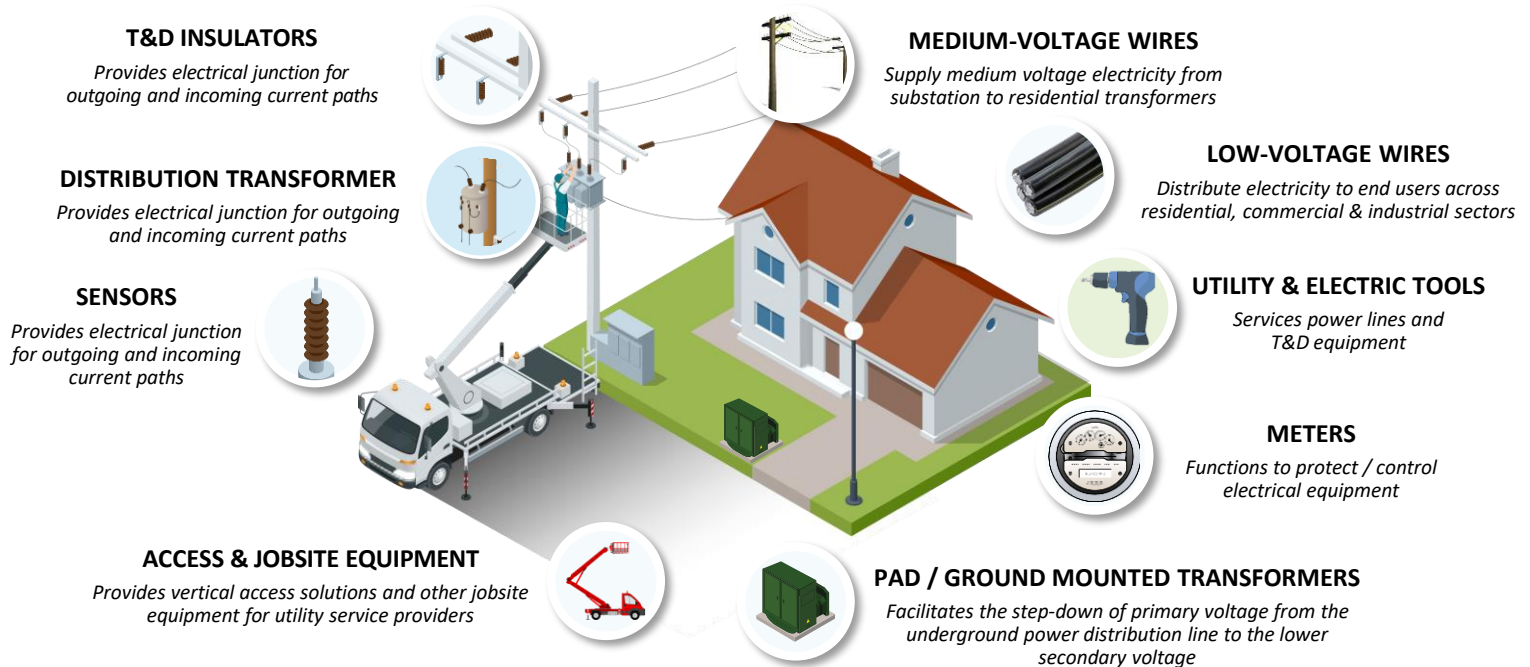 T&D INSULATORS
Provides electrical junction for
outgoing and incoming current paths
DISTRIBUTION TRANSFORMER
Provides electrical junction for outgoing
and incoming current paths
SENSORS
Provides electrical junction
for outgoing and incoming
current paths
ACCESS & JOBSITE EQUIPMENT
Provides vertical access solutions and other jobsite
equipment for utility service providers
MEDIUM-VOLTAGE WIRES
Supply medium voltage electricity from
substation to residential transformers
LOW-VOLTAGE WIRES
Distribute electricity to end users across
residential, commercial & industrial sectors
UTILITY & ELECTRIC TOOLS
Services power lines and
T&D equipment
METERS
Functions to protect / control
electrical equipment
PAD / GROUND MOUNTED TRANSFORMERS
Facilitates the step-down of primary voltage from the
underground power distribution line to the lower
secondary voltage